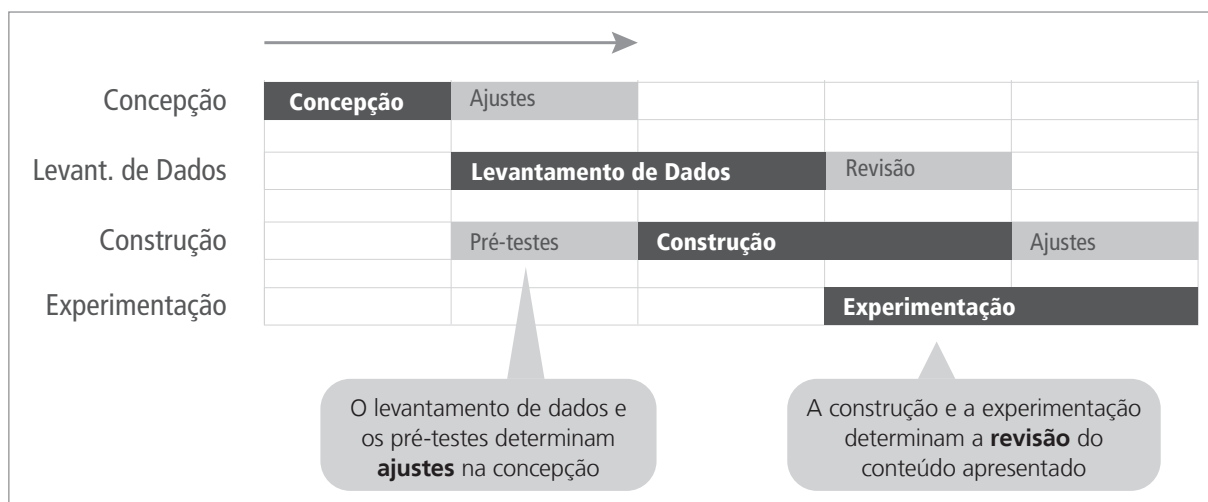 Concepção Concepção Ajustes
Levant. de Dados Levantamento de Dados Revisão
Construção Pré-testes Construção Ajustes
Experimentação Experimentação
O levantamento de dados e
os pré-testes determinam
ajustes na concepção
A construção e a experimentação
determinam a revisão do
conteúdo apresentado